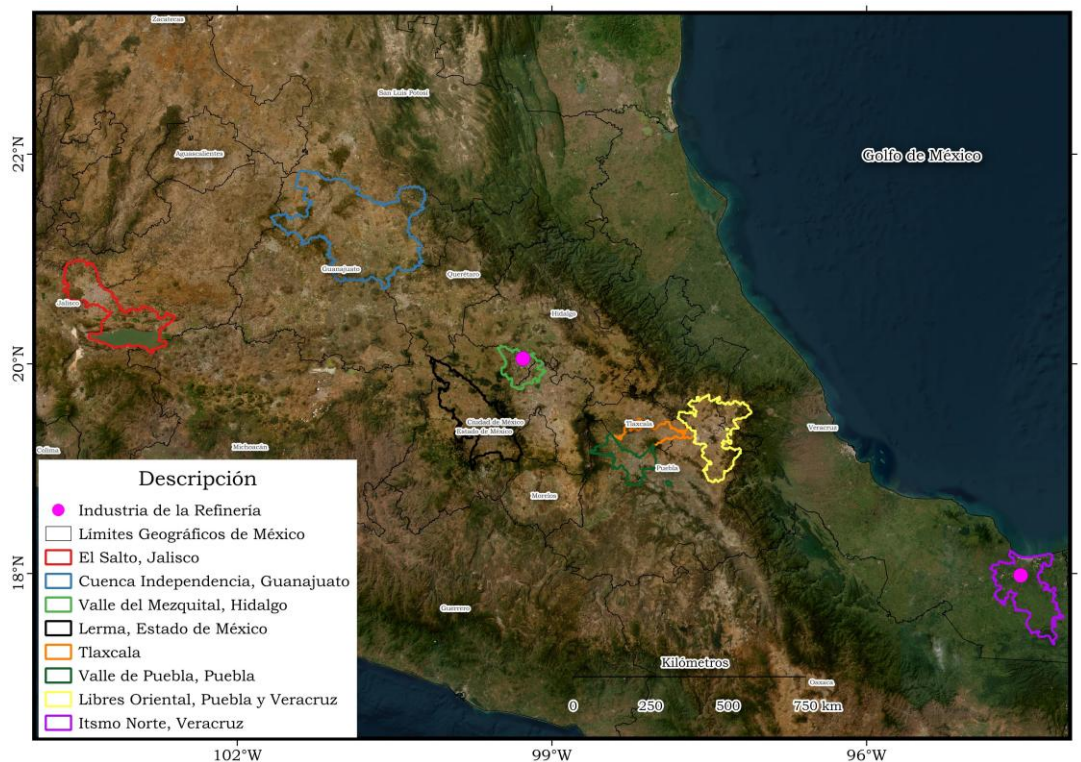 Zacatecas
San Luis Potosí
22°N
Aguascalientes
Golfo de México
Guanajuato
Querétaro
Jalisco
Hidalgo
20°N
Tlaxcala
Ciudad de México
Estado de México
Veracruz
Colima
Michoacán
Puebla
Morelos
18°N
Guerrero
Oaxaca
Descripción
Industria de la Refinería
Límites Geográficos de México
El Salto, Jalisco
Cuenca Independencia, Guanajuato
Valle del Mezquital, Hidalgo
Lerma, Estado de México
Tlaxcala
Valle de Puebla, Puebla
Libres Oriental, Puebla y Veracruz
Itsmo Norte, Veracruz
Kilómetros
0 250 500 750 km
102°W 99°W 96°W